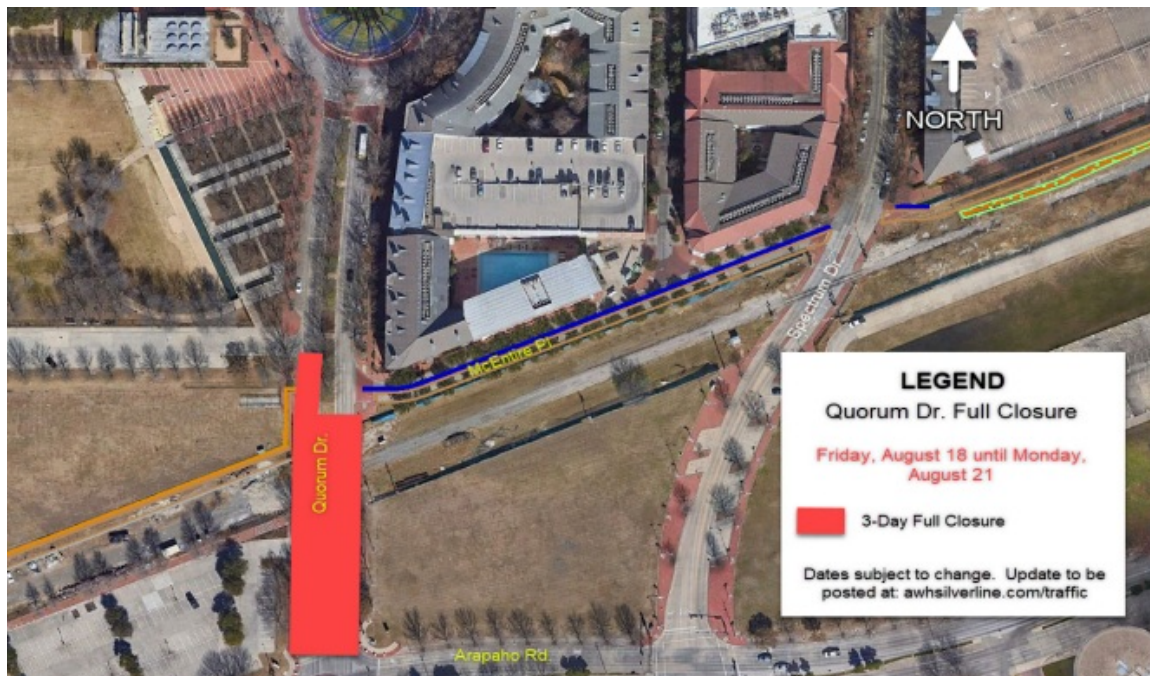 NORTH
Spectrum Dr.
McEntire Pl.
Quorum Dr.
Arapaho Rd.
LEGEND
Quorum Dr. Full Closure
Friday, August 18 until Monday,
August 21
3-Day Full Closure
Dates subject to change. Update to be
posted at: awhsilverline.com/traffic